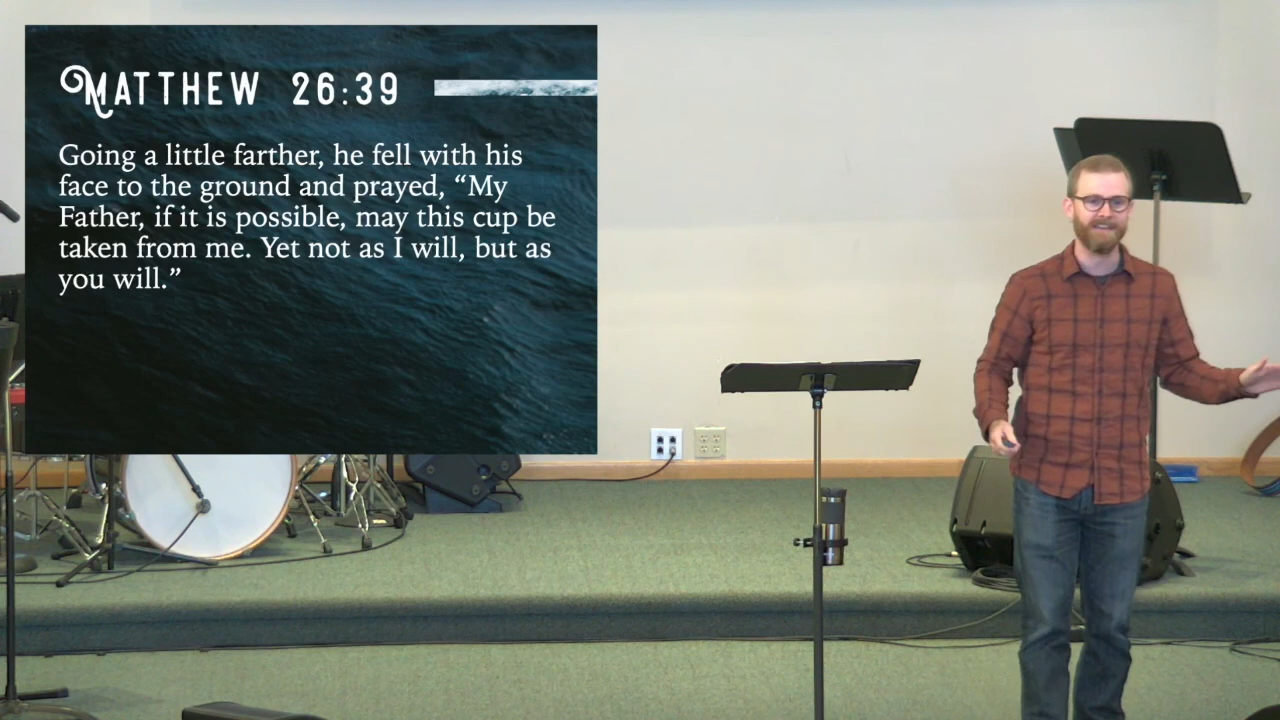 MATTHEW 26:39
Going a little farther, he fell with his
face to the ground and prayed, “My
Father, if it is possible, may this cup be
taken from me. Yet not as I will, but as
you will.”